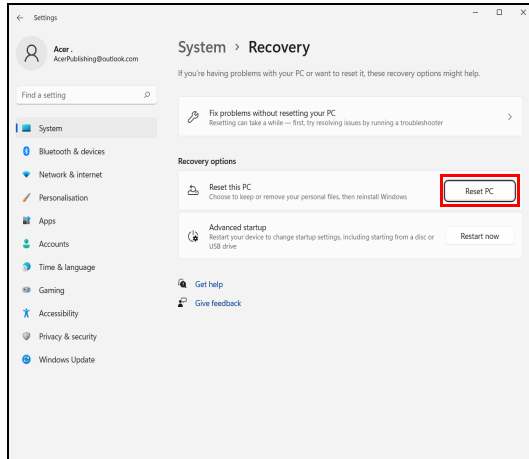 Settings
Acer .
AcerPublishing@outlook.com
Find a setting
System
Bluetooth & devices
Network & internet
Personalisation
Apps
Accounts
Time & language
Gaming
Accessibility
Privacy & security
Windows Update
System > Recovery
If you're having problems with your PC or want to reset it, these recovery options might help.
Fix problems without resetting your PC
Resetting can take a while — first, try resolving issues by running a troubleshooter
Recovery options
Reset this PC
Choose to keep or remove your personal files, then reinstall Windows
Reset PC
Advanced startup
Restart your device to change startup settings, including starting from a disc or
USB drive
Restart now
Get help
Give feedback